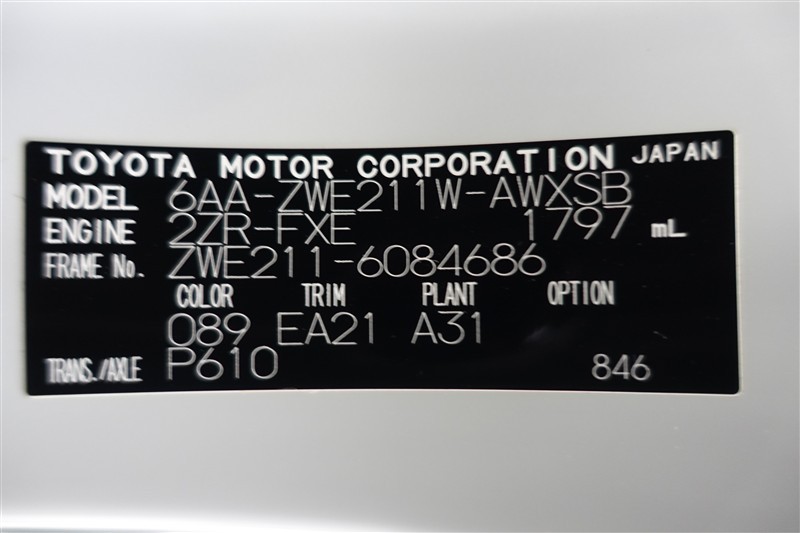 TOYOTA MOTOR CORPORATION JAPAN
MODEL 6AA-ZWE211W-AWXSB
ENGINE 2ZR-FXE 1797 mL
FRAME No. ZWE211-6084686
COLOR TRIM PLANT OPTION
089 EA21 A31
TRANS./AXLE P610 846